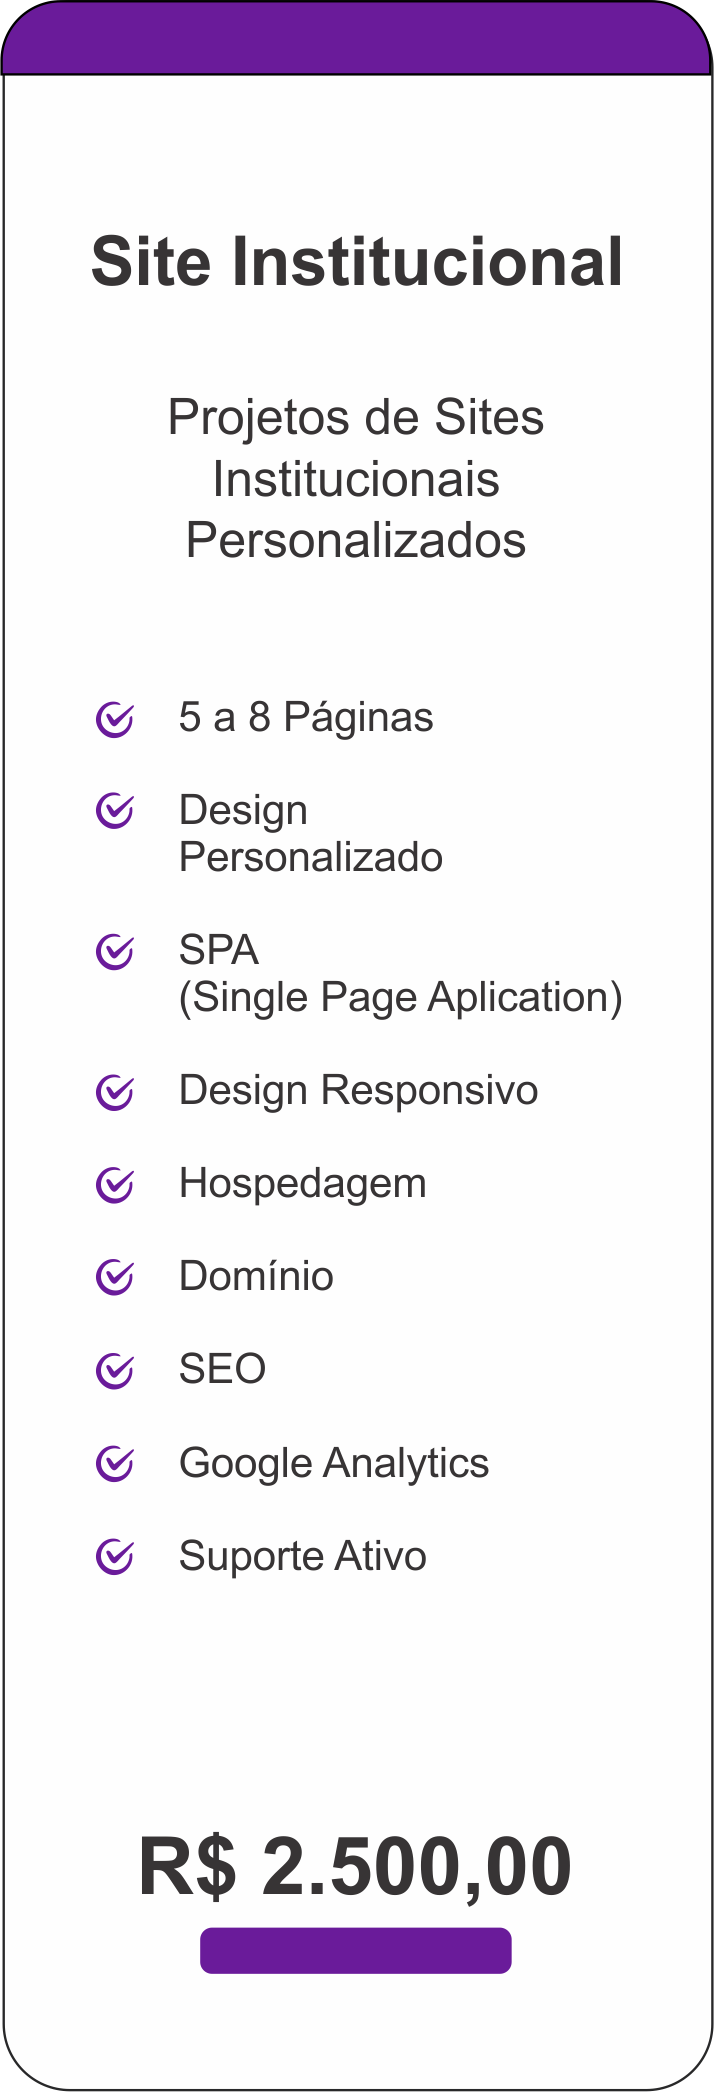 Site Institucional
Projetos de Sites
Institucionais
Personalizados
5 a 8 Páginas
Design
Personalizado
SPA
(Single Page Aplication)
Design Responsivo
Hospedagem
Domínio
SEO
Google Analytics
Suporte Ativo
R$ 2.500,00